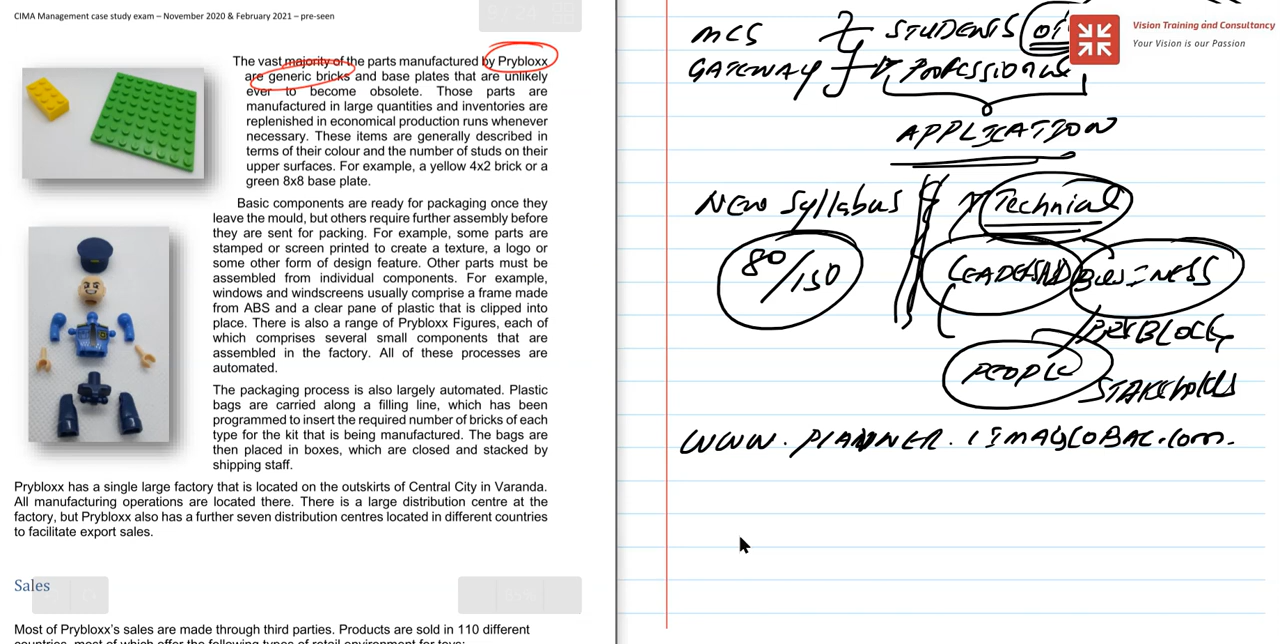 CIMA Management case study exam – November 2020 & February 2021 – pre-seen
The vast majority of the parts manufactured by Prybloxx
are generic bricks and base plates that are unlikely
ever to become obsolete. Those parts are
manufactured in large quantities and inventories are
replenished in economical production runs whenever
necessary. These items are generally described in
terms of their colour and the number of studs on their
upper surfaces. For example, a yellow 4x2 brick or a
green 8x8 base plate.
Basic components are ready for packaging once they
leave the mould, but others require further assembly before
they are sent for packing. For example, some parts are
stamped or screen printed to create a texture, a logo or
some other form of design feature. Other parts must be
assembled from individual components. For example,
windows and windscreens usually comprise a frame made
from ABS and a clear pane of plastic that is clipped into
place. There is also a range of Prybloxx Figures, each of
which comprises several small components that are
assembled in the factory. All of these processes are
automated.
The packaging process is also largely automated. Plastic
bags are carried along a filling line, which has been
programmed to insert the required number of bricks of each
type for the kit that is being manufactured. The bags are
then placed in boxes, which are closed and stacked by
shipping staff.
Prybloxx has a single large factory that is located on the outskirts of Central City in Varanda.
All manufacturing operations are located there. There is a large distribution centre at the
factory, but Prybloxx also has a further seven distribution centres located in different countries
to facilitate export sales.
Sales
Most of Prybloxx's sales are made through third parties. Products are sold in 110 different
countries, most of which offer the following types of retail environment for toys:
Vision Training and Consultancy
Your Vision is our Passion
MCS
STUDENTS
GATEWAY
PROFESSIONALS
APPLICATION
New Syllabus
Technical
80/150
LEADERSHIP
BUSINESS
PRYBLOCX
PEOPLE
STAKEHOLDERS
www.PLANNER.CIMAGLOBAL.com.